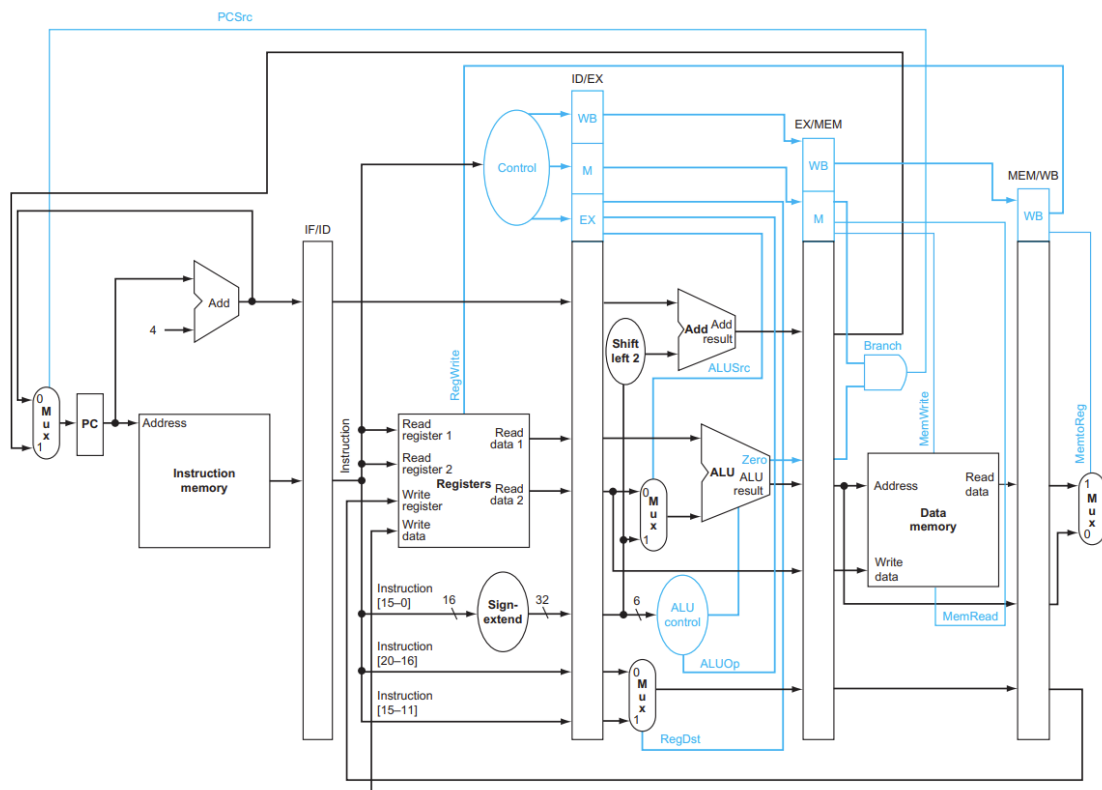 PCSrc
ID/EX
WB
EX/MEM
Control
M
WB
MEM/WB
EX
M
WB
IF/ID
Add
4
Add Add
result
Shift
left 2
Branch
ALUSrc
RegWrite
MemWrite
MemtoReg
0
Mux
1
PC
Address
Instruction
memory
Instruction
Read
register 1
Read
data 1
Read
register 2
Registers
Read
data 2
Write
register
Write
data
Zero
ALU
ALU
result
0
Mux
1
Address
Read
data
Data
memory
Write
data
1
Mux
0
Instruction
[15–0]
16
Sign-
extend
32
6
ALU
control
MemRead
Instruction
[20–16]
ALUOp
0
Mux
1
Instruction
[15–11]
RegDst